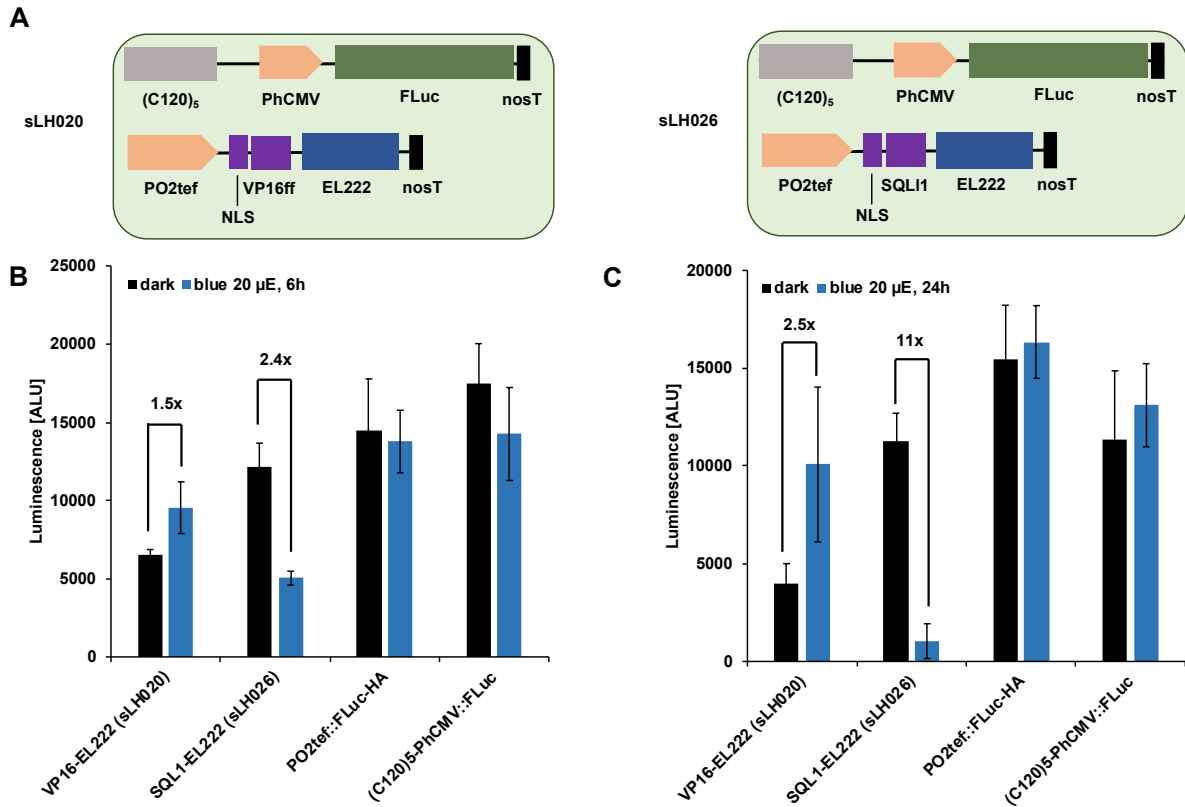 A
sLH020
(C120)5
PhCMV
FLuc
nosT
PO2tef
VP16ff
EL222
nosT
NLS
sLH026
(C120)5
PhCMV
FLuc
nosT
PO2tef
SQLI1
EL222
nosT
NLS
B
Luminescence [ALU]
25000
20000
15000
10000
5000
0
dark
blue 20 µE, 6h
1.5x
2.4x
VP16-EL222 (sLH020)
SQL1-EL222 (sLH026)
PO2tef::FLuc-HA
(C120)5-PhCMV::FLuc
C
Luminescence [ALU]
20000
15000
10000
5000
0
dark
blue 20 µE, 24h
2.5x
11x
VP16-EL222 (sLH020)
SQL1-EL222 (sLH026)
PO2tef::FLuc-HA
(C120)5-PhCMV::FLuc